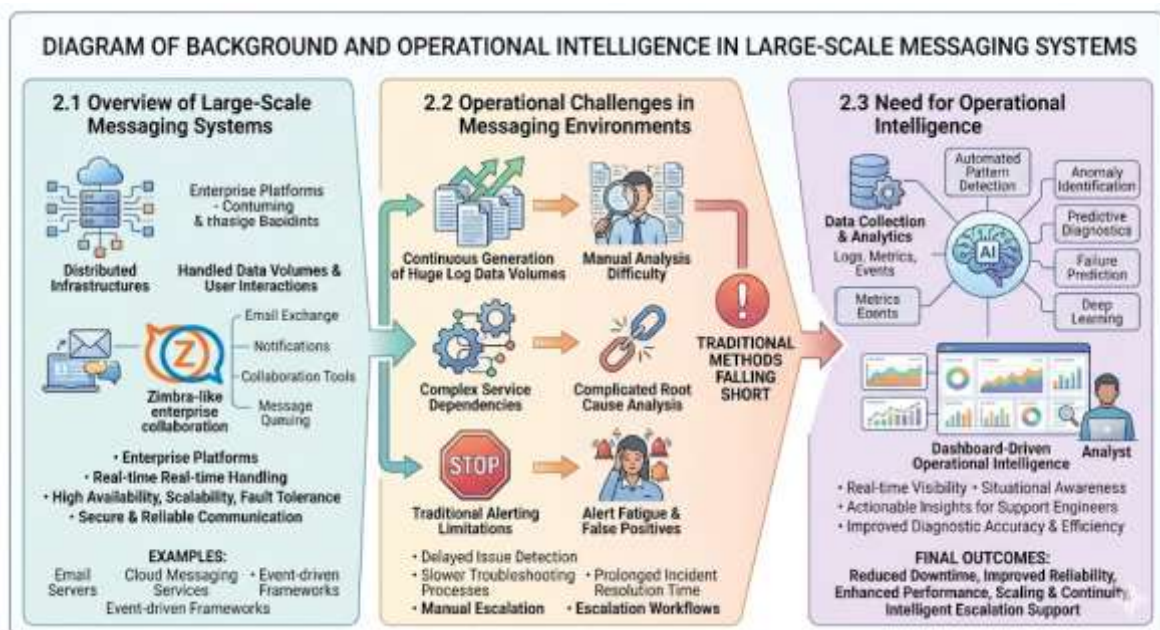 DIAGRAM OF BACKGROUND AND OPERATIONAL INTELLIGENCE IN LARGE-SCALE MESSAGING SYSTEMS
2.1 Overview of Large-Scale
Messaging Systems
Enterprise Platforms
- Contuming
& thasige Bapidints
Distributed
Infrastructures
Handled Data Volumes &
User Interactions
Z
Zimbra-like
enterprise
collaboration
Email Exchange
Notifications
Collaboration Tools
Message
Queuing
• Enterprise Platforms
• Real-time Real-time Handling
• High Availability, Scalability, Fault Tolerance
• Secure & Reliable Communication
EXAMPLES:
Email
Servers
Cloud Messaging
Services
• Event-driven
Frameworks
Event-driven Frameworks
2.2 Operational Challenges in
Messaging Environments
Continuous Generation
of Huge Log Data Volumes
Manual Analysis
Difficulty
Complex Service
Dependencies
Complicated Root
Cause Analysis
STOP
Traditional Alerting
Limitations
Alert Fatigue &
False Positives
!
TRADITIONAL
METHODS
FALLING
SHORT
• Delayed Issue Detection
• Slower Troubleshooting
Processes
• Prolonged Incident
Resolution Time
• Manual Escalation
• Escalation Workflows
2.3 Need for Operational
Intelligence
Data Collection
& Analytics
Logs, Metrics,
Events
Metrics
Eoents
Automated
Pattern
Detection
AI
Anomaly
Identification
Predictive
Diagnostics
Failure
Prediction
Deep
Learning
Dashboard-Driven
Operational Intelligence
Analyst
• Real-time Visibility • Situational Awareness
• Actionable Insights for Support Engineers
• Improved Diagnostic Accuracy & Efficiency
FINAL OUTCOMES:
Reduced Downtime, Improved Reliability,
Enhanced Performance, Scaling & Continuity,
Intelligent Escalation Support